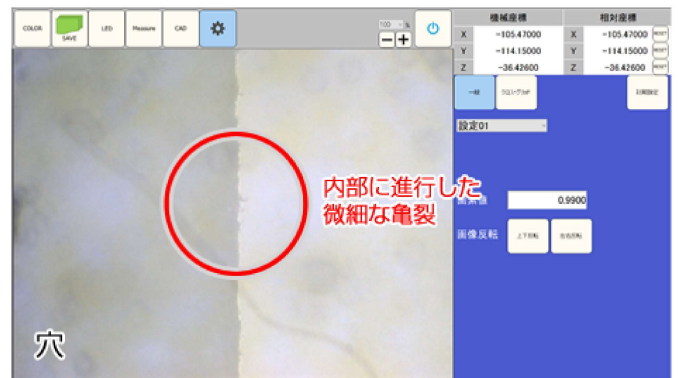 COLOR
SAVE
LED
Measure
CAD
100
%
機械座標
相対座標
X -105.47000 X -105.47000 RESET
Y -114.15000 Y -114.15000 RESET
Z -36.42600 Z -36.42600 RESET
一般
設定01
0.9900
画像反転
上下反転
左右反転
内部に進行した
微細な亀裂
穴